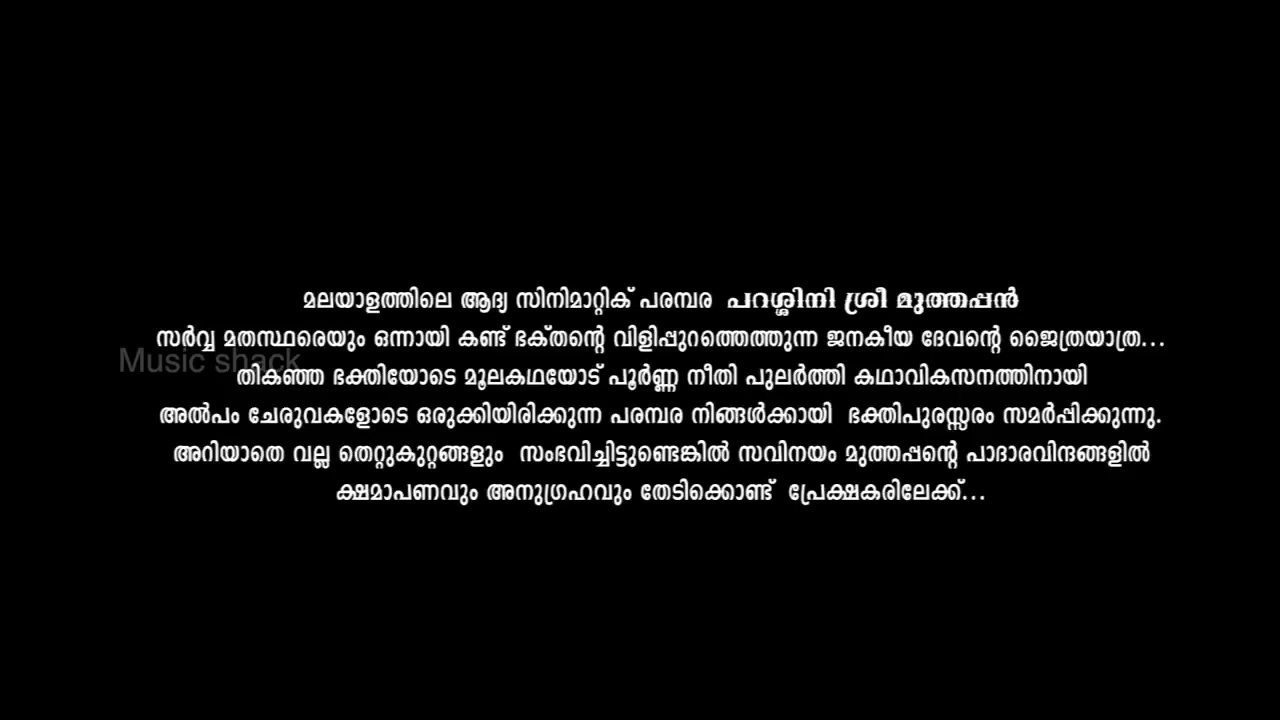 മലയാളത്തിലെ ആദ്യ സിനിമാറ്റിക് പരമ്പര പറശ്ശിനി ശ്രീ മുത്തപ്പൻ
സർവ്വ മതസ്ഥരെയും ഒന്നായി കണ്ട് ഭക്തന്റെ വിളിപ്പുറത്തെത്തുന്ന ജനകീയ ദേവന്റെ ജൈത്രയാത്ര...
Music shack
തികഞ്ഞ ഭക്തിയോടെ മൂലകഥയോട് പൂർണ്ണ നീതി പുലർത്തി കഥാവികസനത്തിനായി
അൽപം ചേരുവകളോടെ ഒരുക്കിയിരിക്കുന്ന പരമ്പര നിങ്ങൾക്കായി ഭക്തിപുരസ്സരം സമർപ്പിക്കുന്നു.
അറിയാതെ വല്ല തെറ്റുകുറ്റങ്ങളും സംഭവിച്ചിട്ടുണ്ടെങ്കിൽ സവിനയം മുത്തപ്പന്റെ പാദാരവിന്ദങ്ങളിൽ
ക്ഷമാപണവും അനുഗ്രഹവും തേടിക്കൊണ്ട് പ്രേക്ഷകരിലേക്ക്...